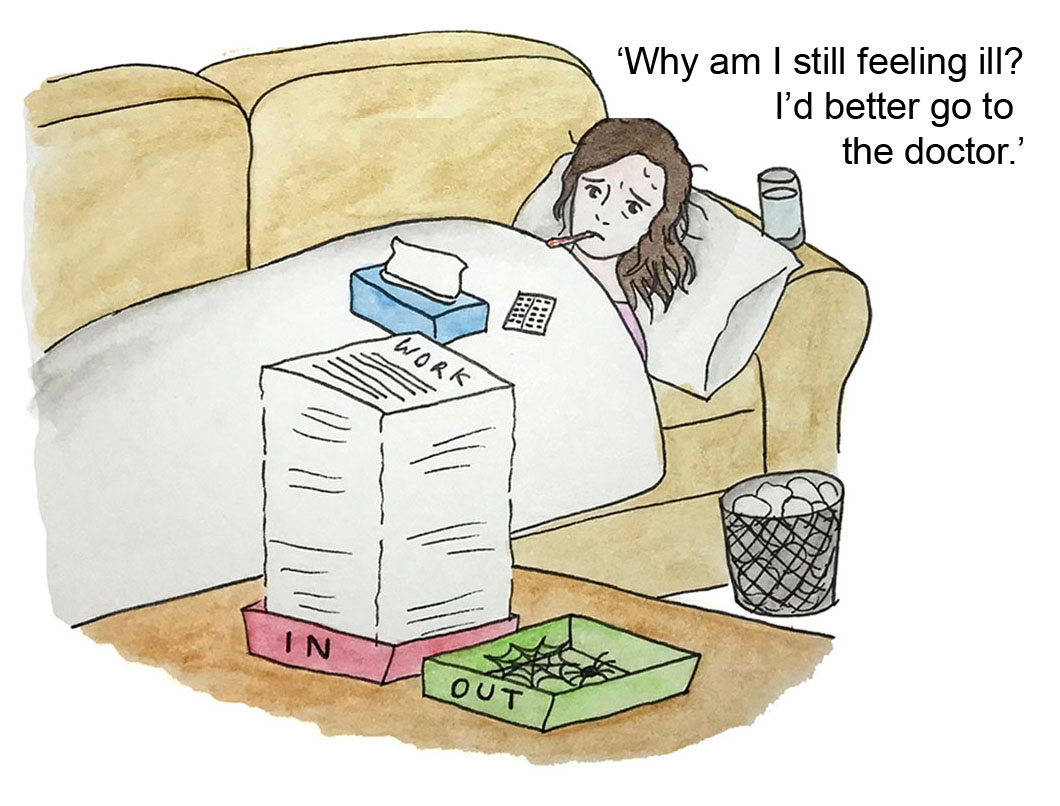 ‘Why am I still feeling ill?
I’d better go to
the doctor.’
WORK
IN
OUT